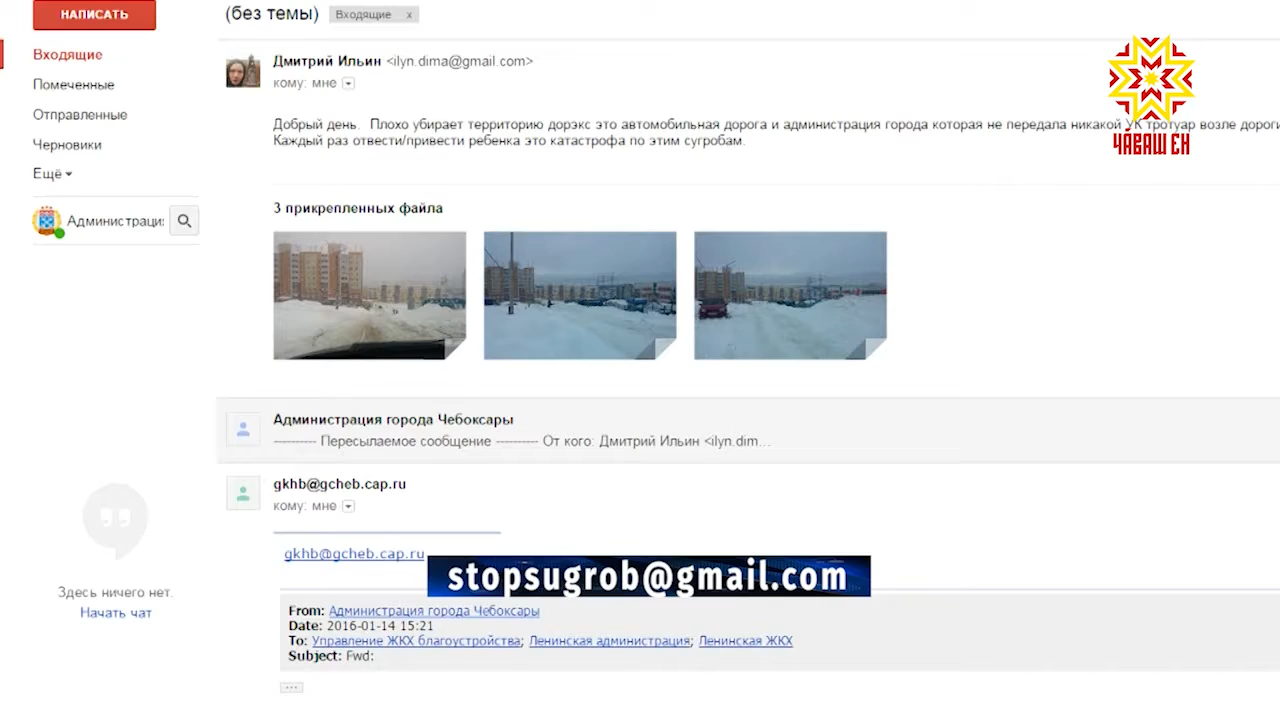 НАПИСАТЬ
Входящие
Помеченные
Отправленные
Черновики
Ещё
Администраци
Здесь ничего нет.
Начать чат
(без темы) Входящие x
Дмитрий Ильин <ilyn.dima@gmail.com>
кому: мне
Добрый день. Плохо убирает территорию дорэкс это автомобильная дорога и администрация города которая не передала никакой УК тротуар возле дороги
Каждый раз отвести/привести ребенка это катастрофа по этим сугробам.
3 прикрепленных файла
Администрация города Чебоксары
---------- Пересылаемое сообщение ---------- От кого: Дмитрий Ильин <ilyn.dim...
gkhb@gcheb.cap.ru
кому: мне
gkhb@gcheb.cap.ru
From: Администрация города Чебоксары
Date: 2016-01-14 15:21
To: Управление ЖКХ благоустройства; Ленинская администрация; Ленинская ЖКХ
Subject: Fwd:
...
stopsugrob@gmail.com
ЧӐВАШ ЕН